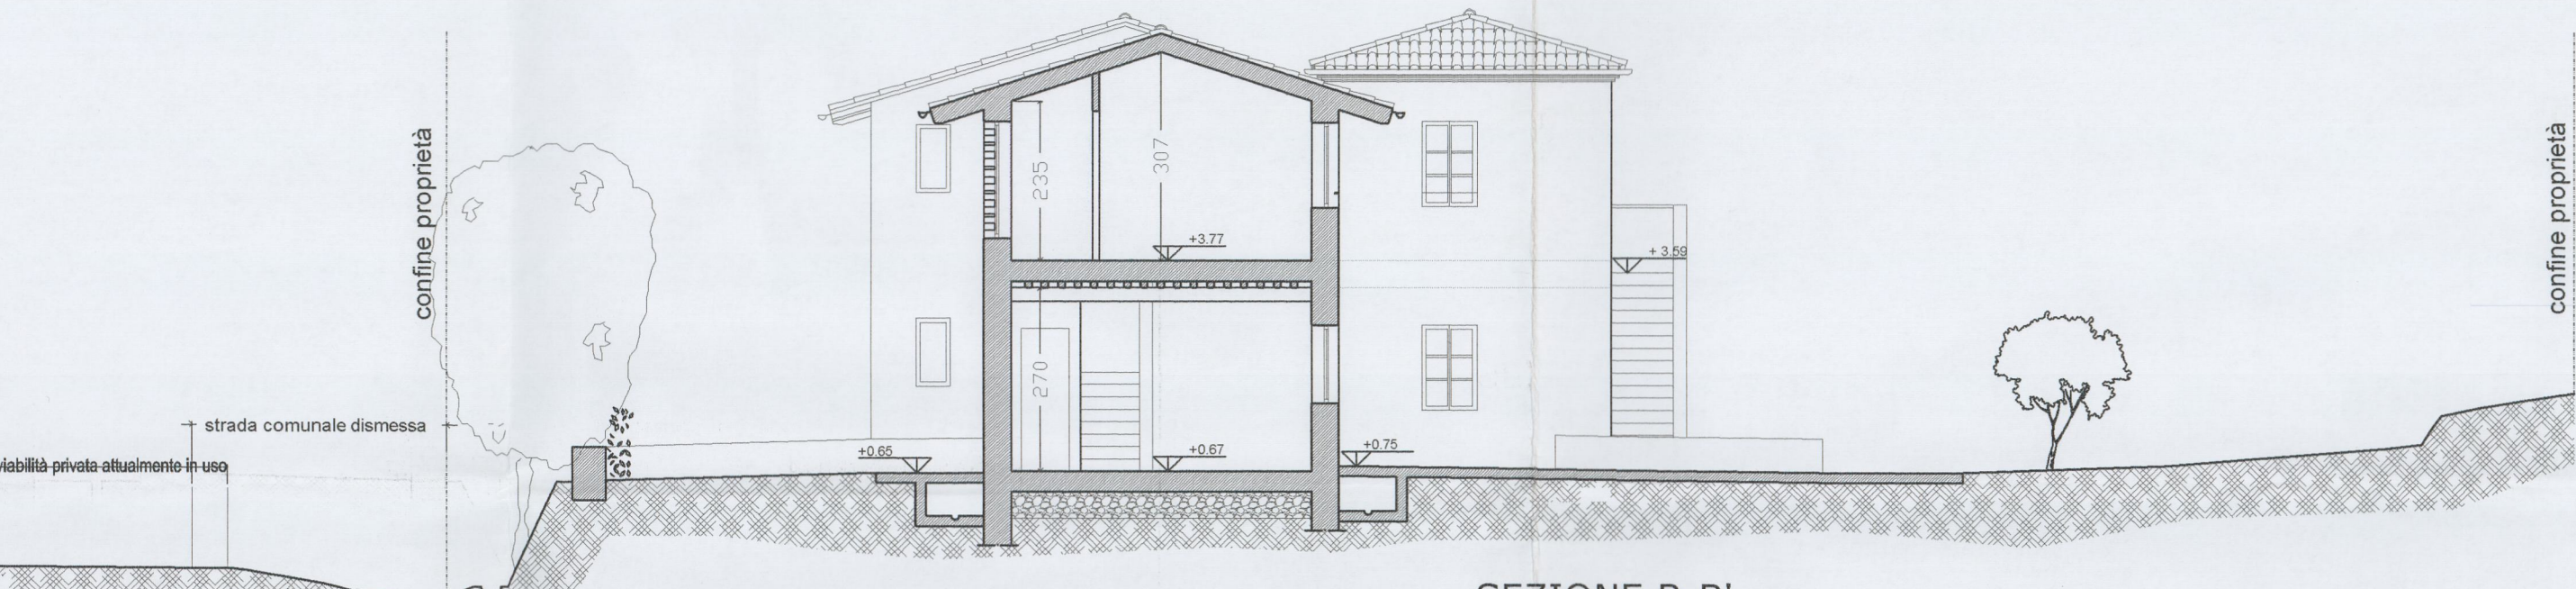 confine proprietà
confine proprietà
307
235
+3.77
+ 3.59
270
strada comunale dismessa
+0.65
+0.67
+0.75
viabilità privata attualmente in uso
SEZIONE B-B'